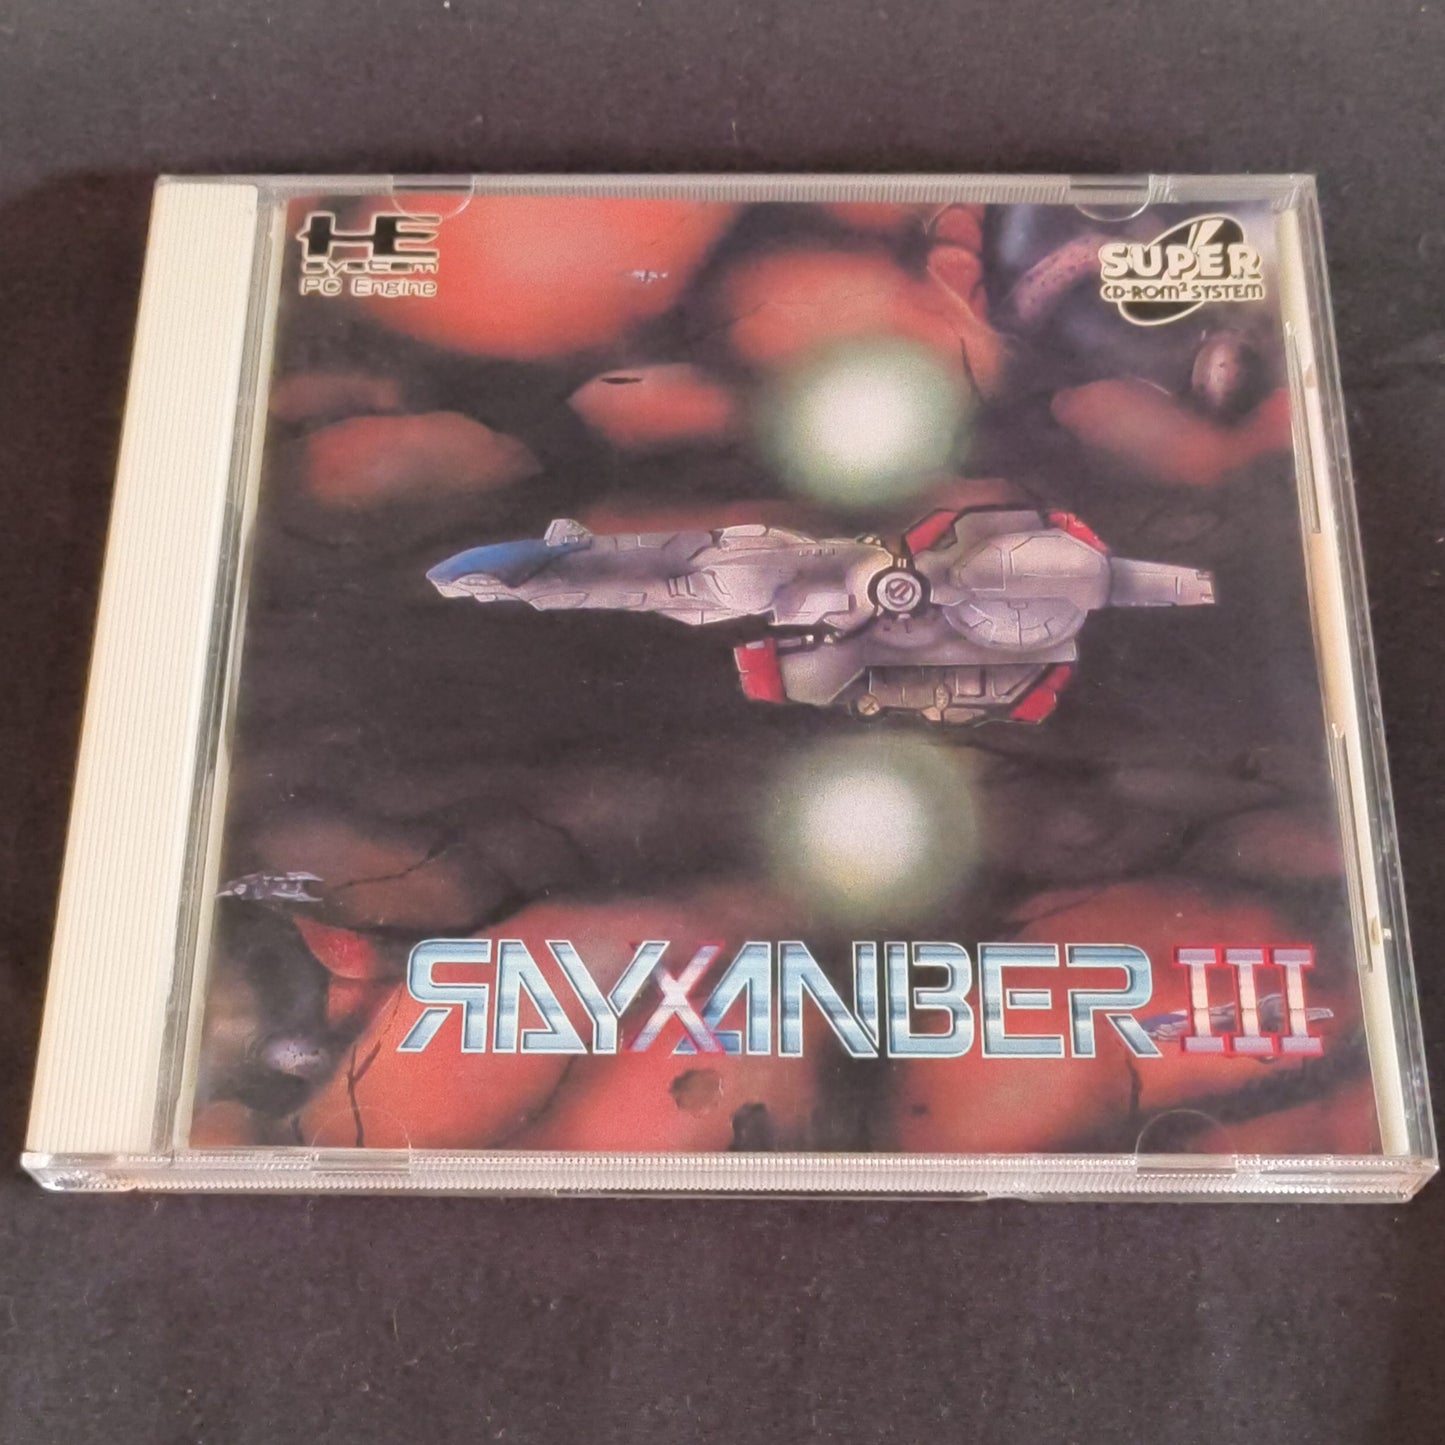 HE
system
PC Engine
SUPER
CD-ROM² SYSTEM
RAYXANBER III